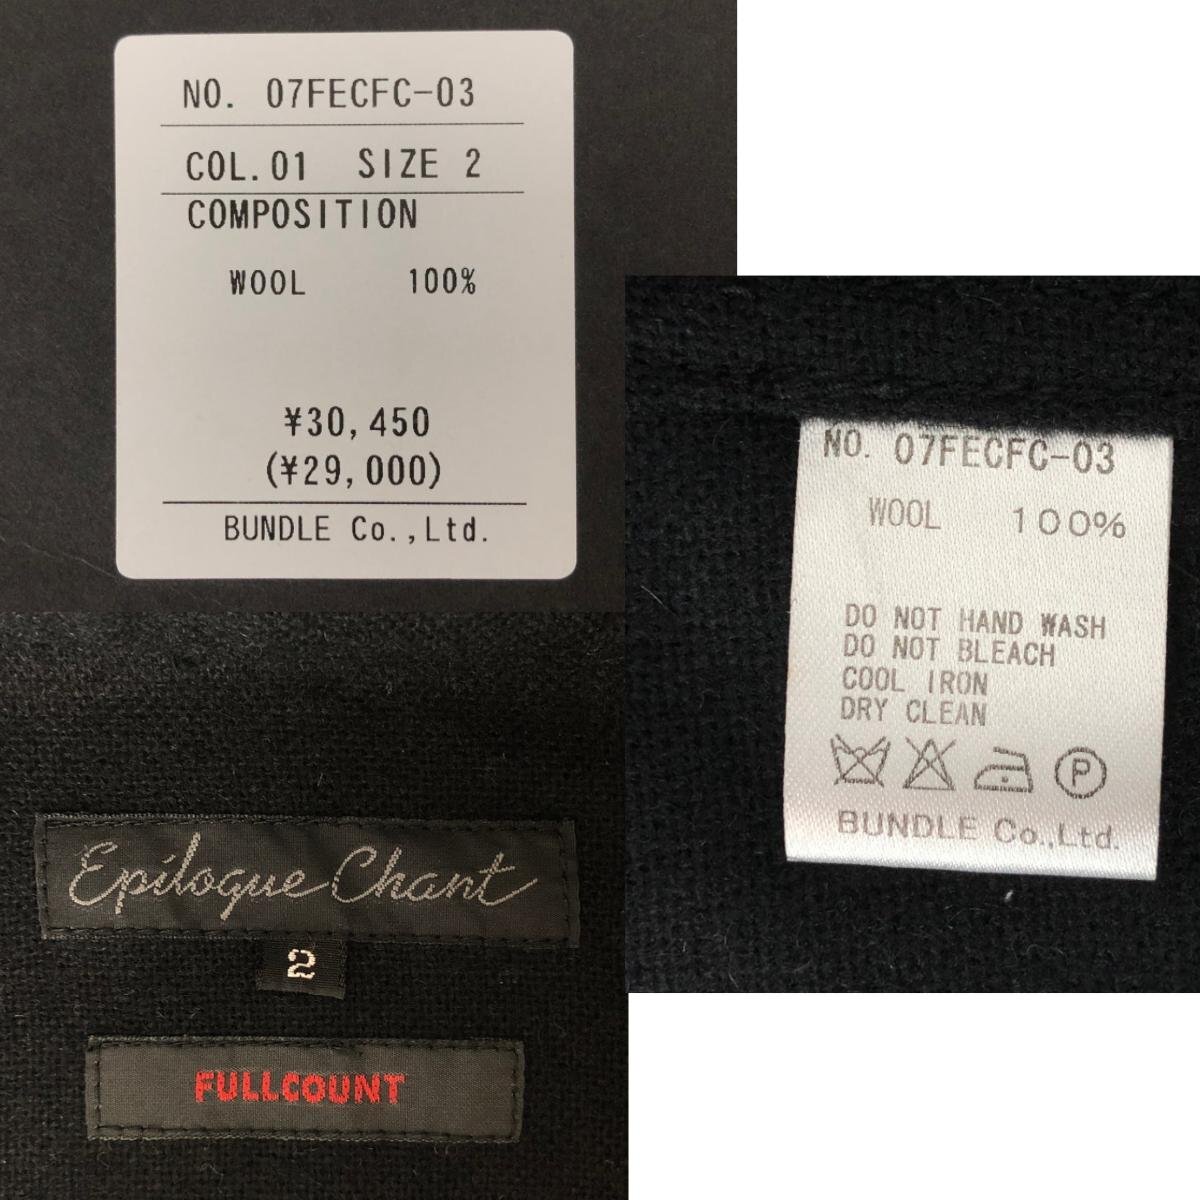 NO. 07FECFC-03
COL.01 SIZE 2
COMPOSITION
WOOL 100%
¥30,450
(¥29,000)
BUNDLE Co.,Ltd.
NO. 07FECFC-03
WOOL 100%
DO NOT HAND WASH
DO NOT BLEACH
COOL IRON
DRY CLEAN
P
BUNDLE Co.,Ltd.
Epilogue Chant
2
FULLCOUNT